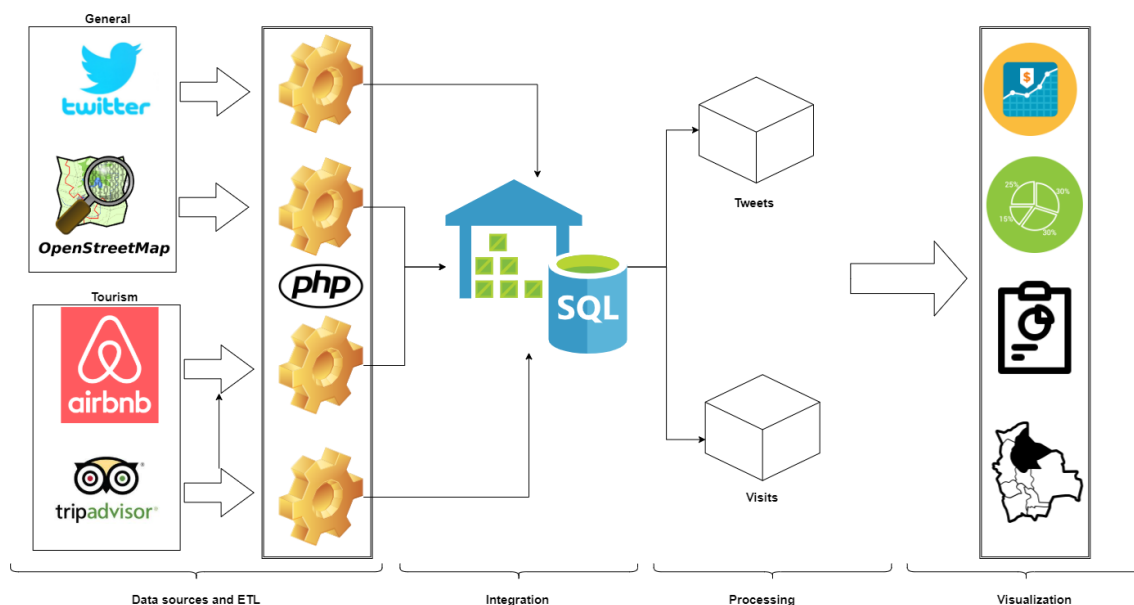 General
twitter
OpenStreetMap
Tourism
airbnb
tripadvisor®
php
SQL
Tweets
Visits
$
25%
30%
15%
30%
Data sources and ETL
Integration
Processing
Visualization